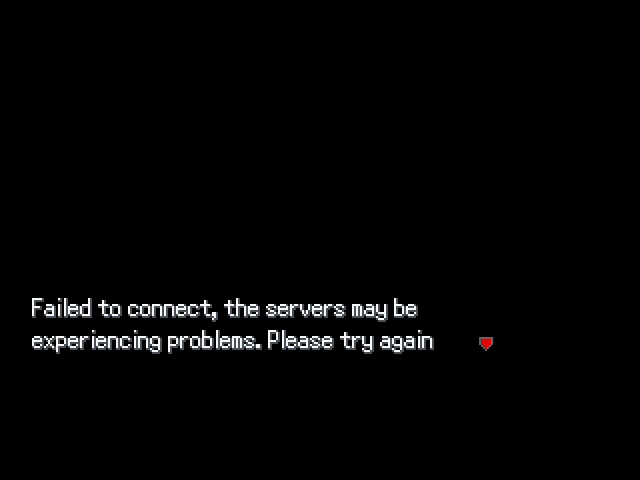 Failed to connect, the servers may be
experiencing problems. Please try again